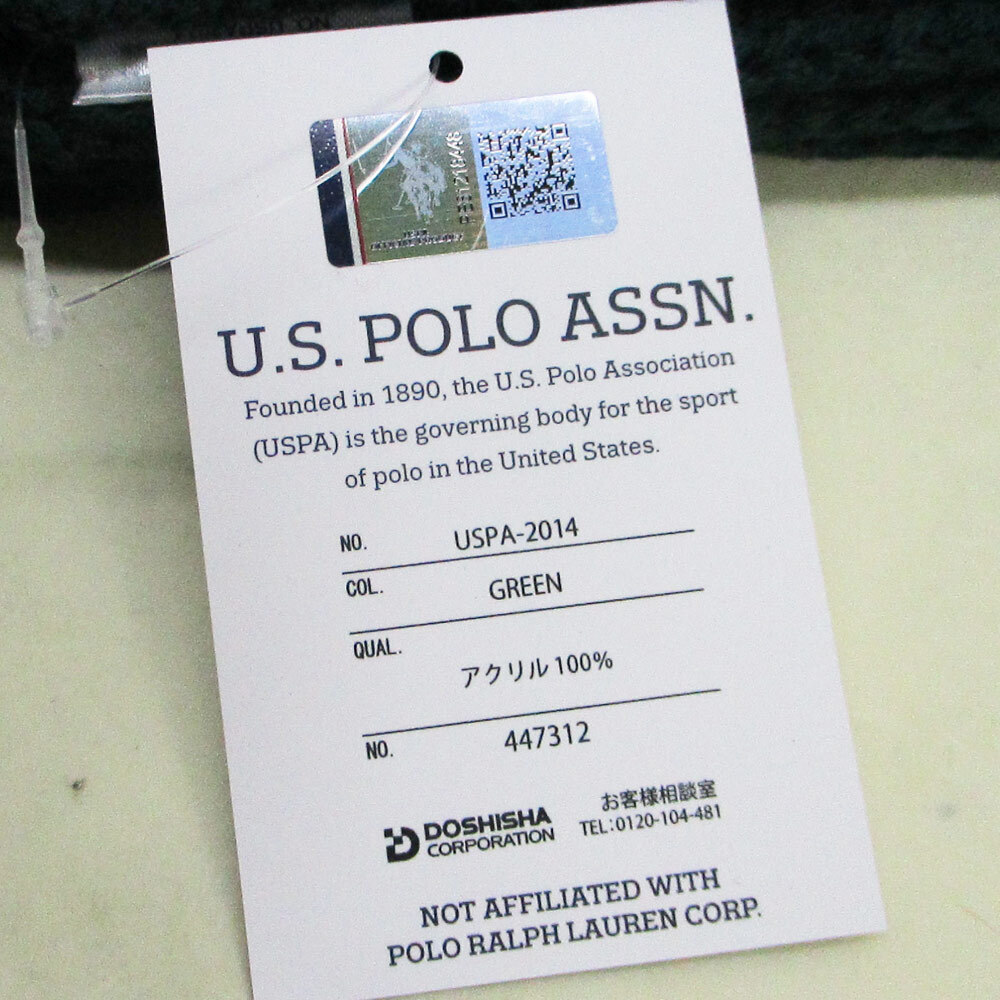 U.S. POLO ASSN.
Founded in 1890, the U.S. Polo Association
(USPA) is the governing body for the sport
of polo in the United States.
NO. USPA-2014
COL. GREEN
QUAL.
アクリル 100%
NO. 447312
DOSHISHA
CORPORATION
お客様相談室
TEL:0120-104-481
NOT AFFILIATED WITH
POLO RALPH LAUREN CORP.